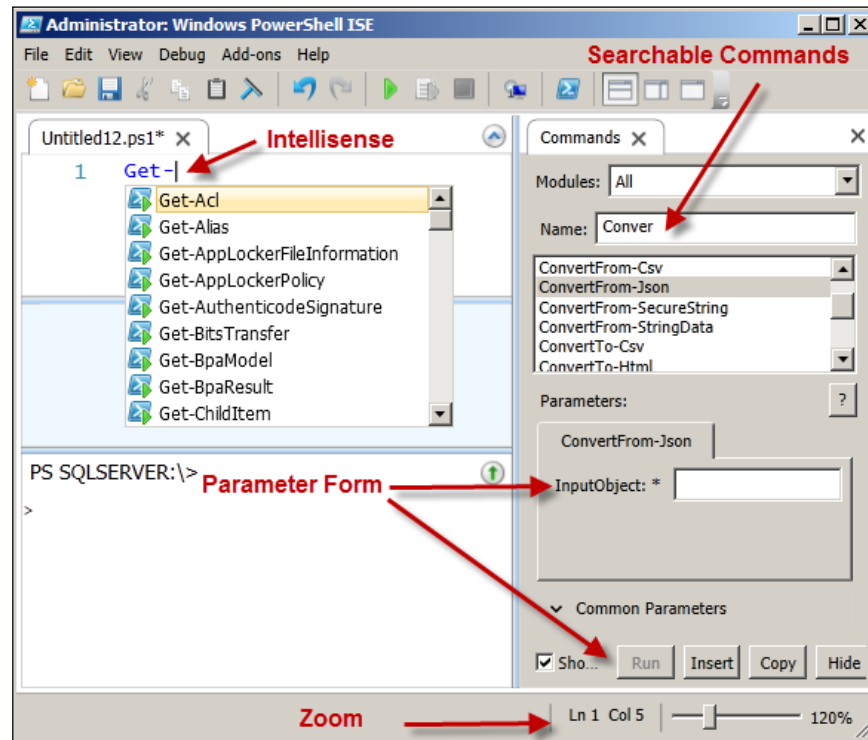 Administrator: Windows PowerShell ISE
File Edit View Debug Add-ons Help
Searchable Commands
Untitled12.ps1* X
Intellisense
1 Get-
Get-Acl
Get-Alias
Get-AppLockerFileInformation
Get-AppLockerPolicy
Get-AuthenticodeSignature
Get-BitsTransfer
Get-BpaModel
Get-BpaResult
Get-ChildItem
PS SQLSERVER:\>
>
Parameter Form
Commands X
Modules: All
Name: Conver
ConvertFrom-Csv
ConvertFrom-Json
ConvertFrom-SecureString
ConvertFrom-StringData
ConvertTo-Csv
ConvertTo-Html
Parameters: ?
ConvertFrom-Json
InputObject: *
Common Parameters
Sho... Run Insert Copy Hide
Zoom
Ln 1 Col 5 120%